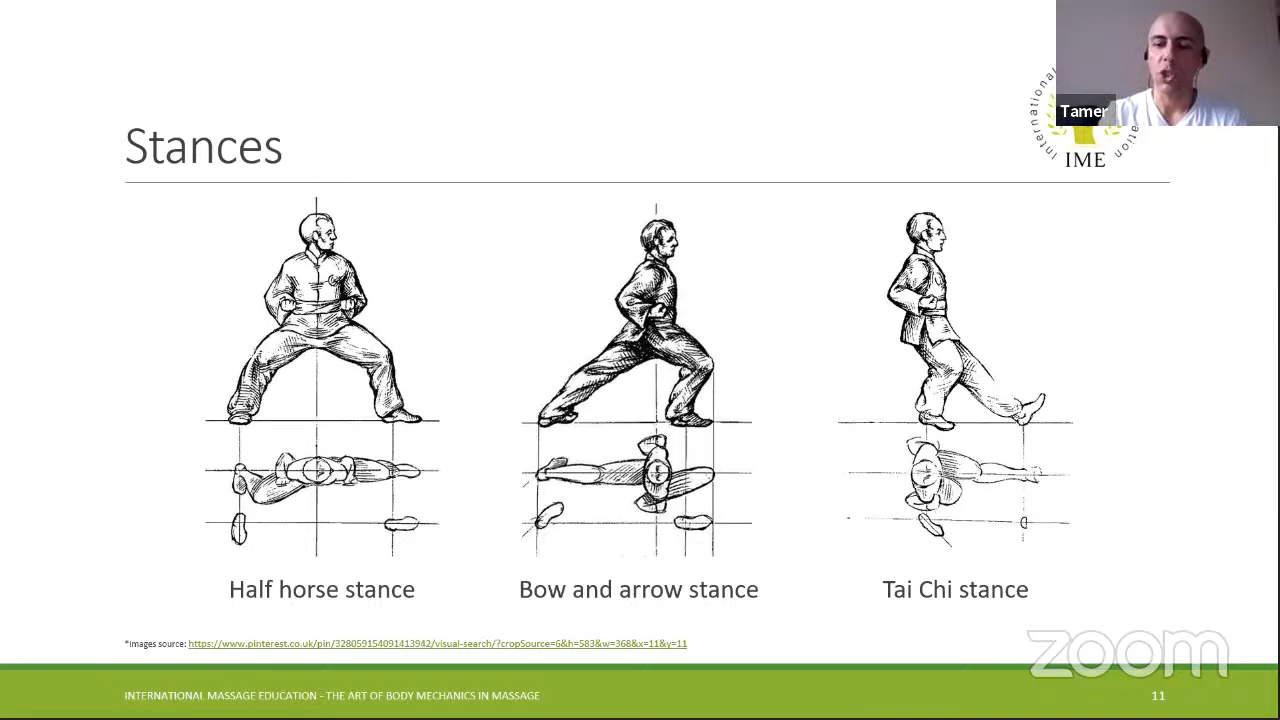 Tamer
International
ation
IME
Stances
Half horse stance
Bow and arrow stance
Tai Chi stance
*Images source: https://www.pinterest.co.uk/pin/328059154091413942/visual-search/?cropSource=6&h=583&w=368&x=11&y=11
zoom
INTERNATIONAL MASSAGE EDUCATION - THE ART OF BODY MECHANICS IN MASSAGE
11